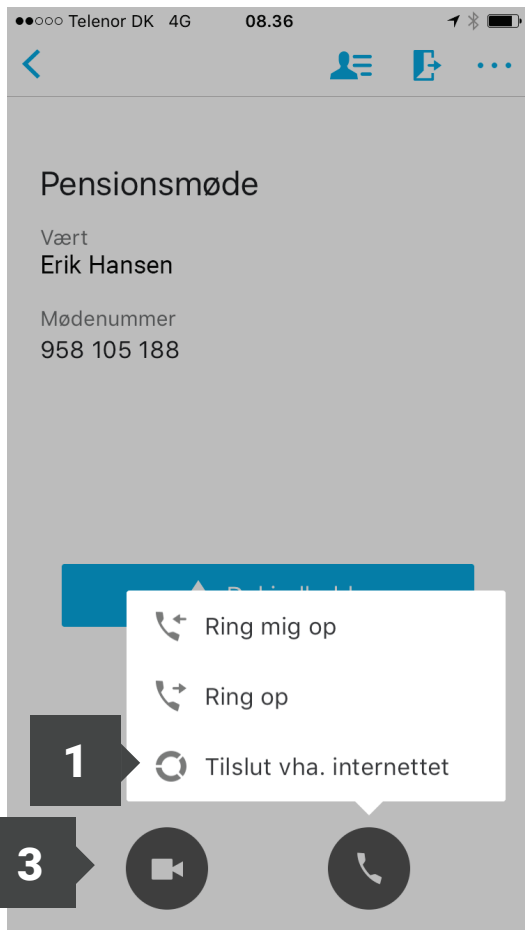 Telenor DK 4G 08.36
Pensionsmøde
Vært
Erik Hansen
Mødenummer
958 105 188
Ring mig op
Ring op
1
Tilslut vha. internettet
3